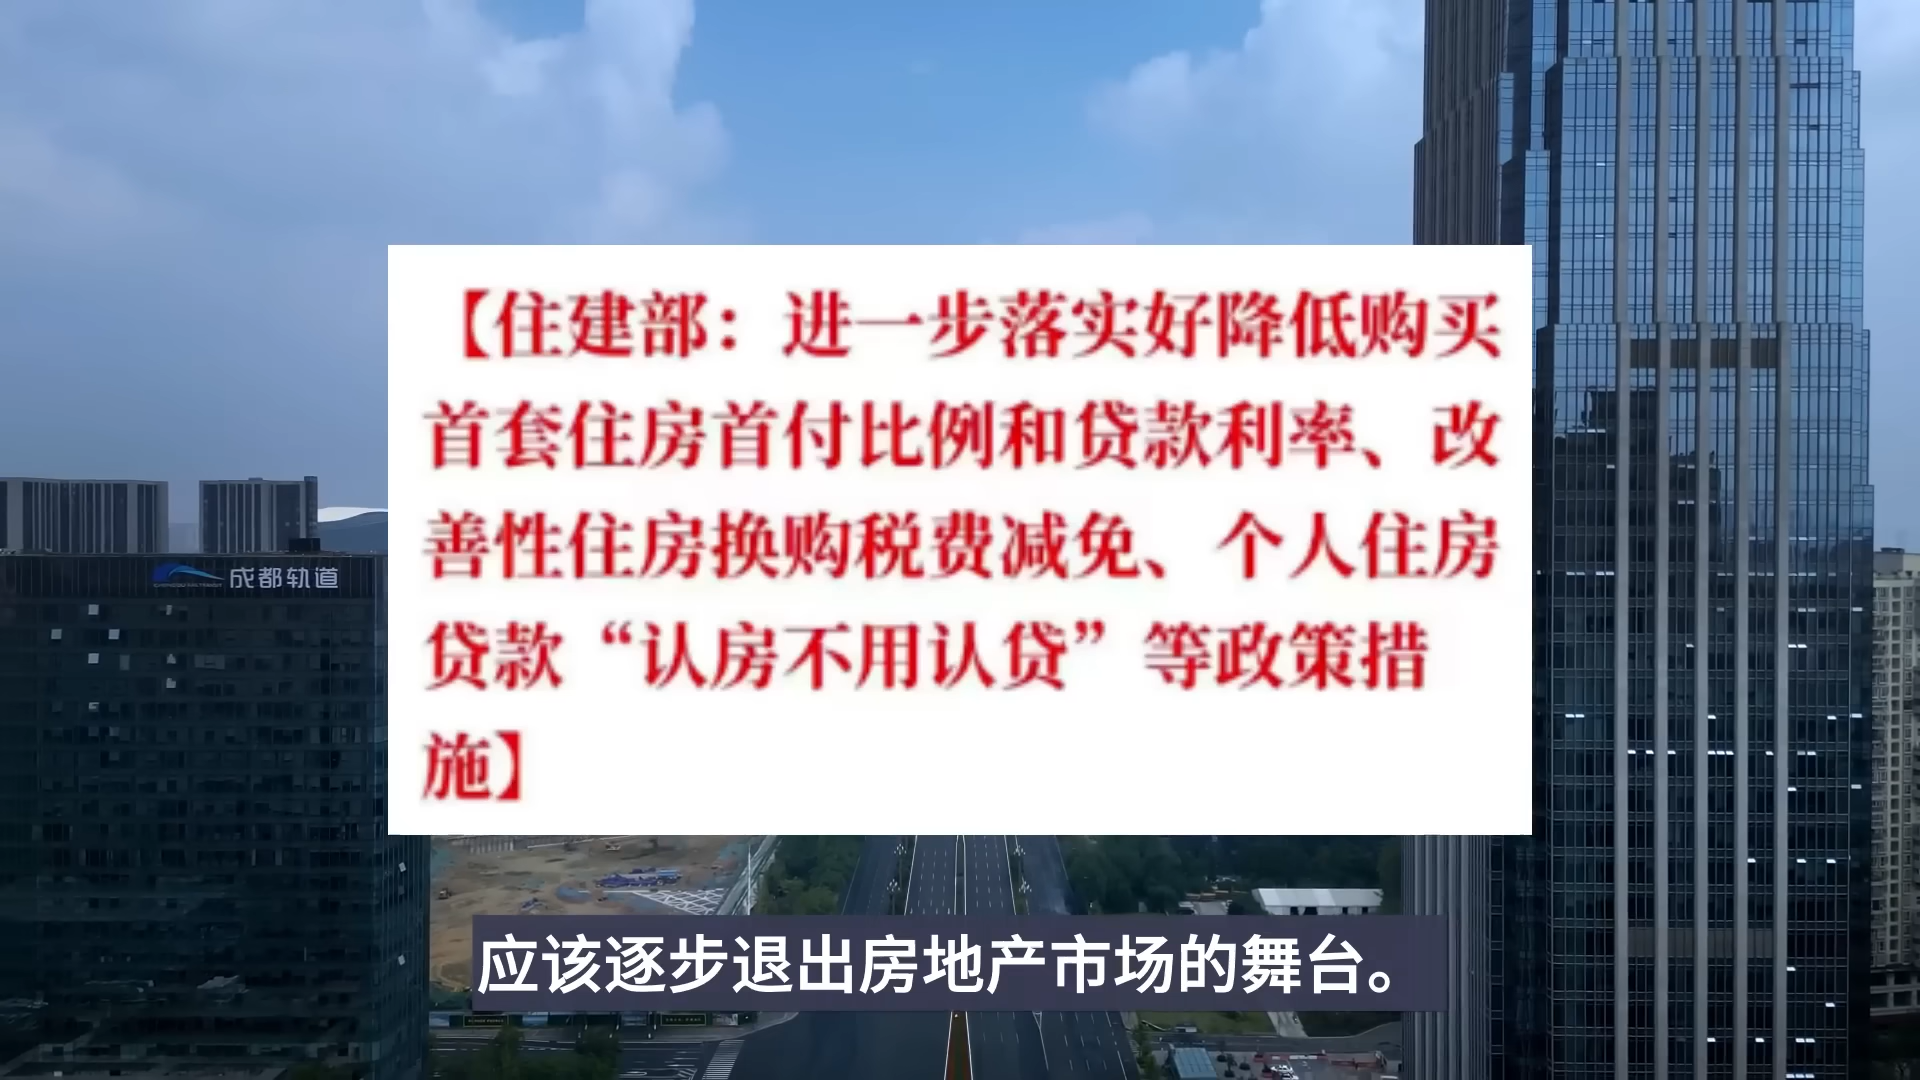 成都轨道
【住建部：进一步落实好降低购买
首套住房首付比例和贷款利率、改
善性住房换购税费减免、个人住房
贷款“认房不用认贷”等政策措
施】
应该逐步退出房地产市场的舞台。